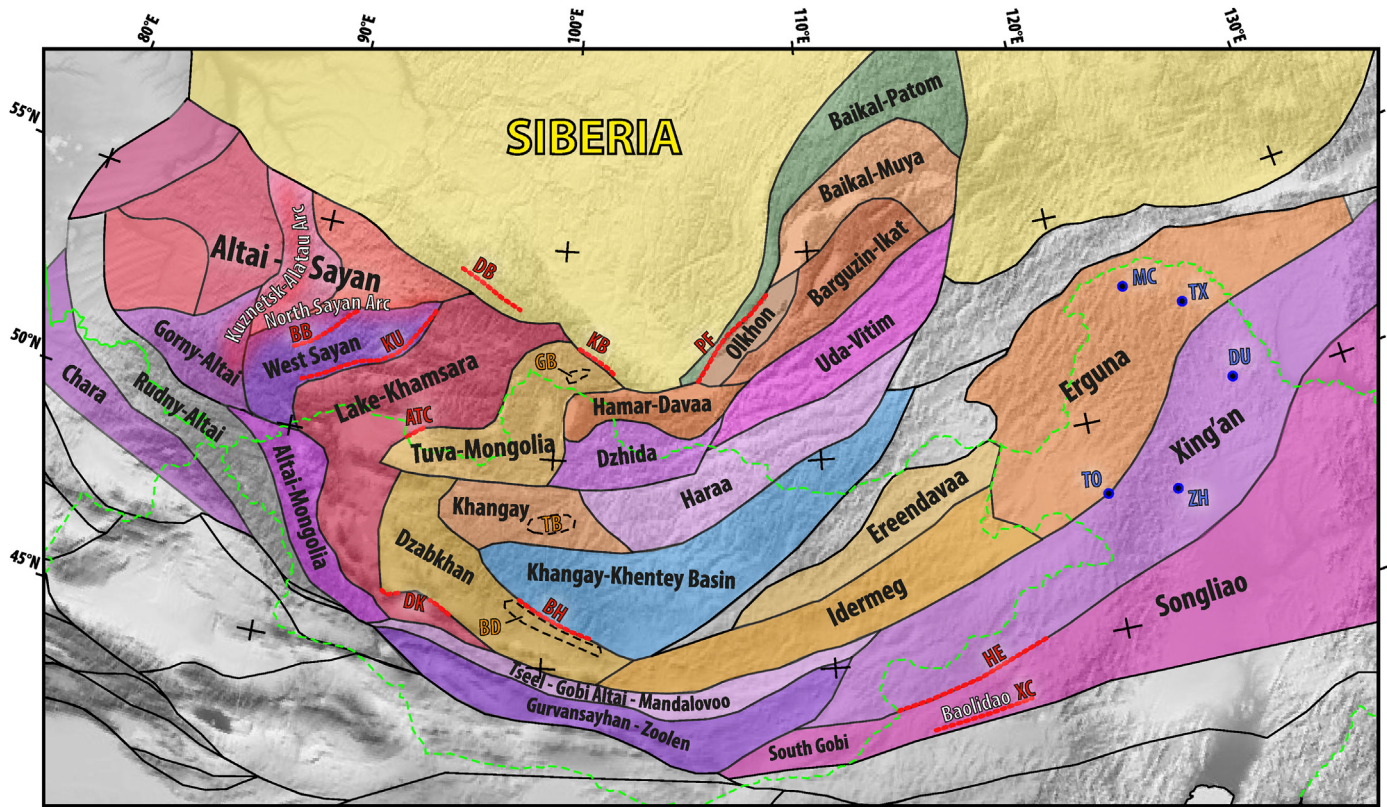 80°E
90°E
100°E
110°E
120°E
130°E
55°N
50°N
45°N
SIBERIA
Baikal-Patom
Baikal-Muya
Barguzin-Ikat
Olkhon
PF
Uda-Vitim
Altai - Sayan
Kuznetsk-Alatau Arc
North Sayan Arc
DB
KB
GB
BB
KU
West Sayan
Gorny-Altai
Rudny-Altai
Chara
Lake-Khamsara
ATC
Tuva-Mongolia
Hamar-Davaa
Dzhida
Haraa
Altai-Mongolia
Khangay
TB
Dzabkhan
Khangay-Khentey Basin
DK
BD
BH
Ereendavaa
Idermeg
Erguna
MC
TX
DU
TO
ZH
Xing'an
Songliao
HE
Baolidao XC
Tseel - Gobi Altai - Mandalovoo
Gurvansayhan - Zoolen
South Gobi